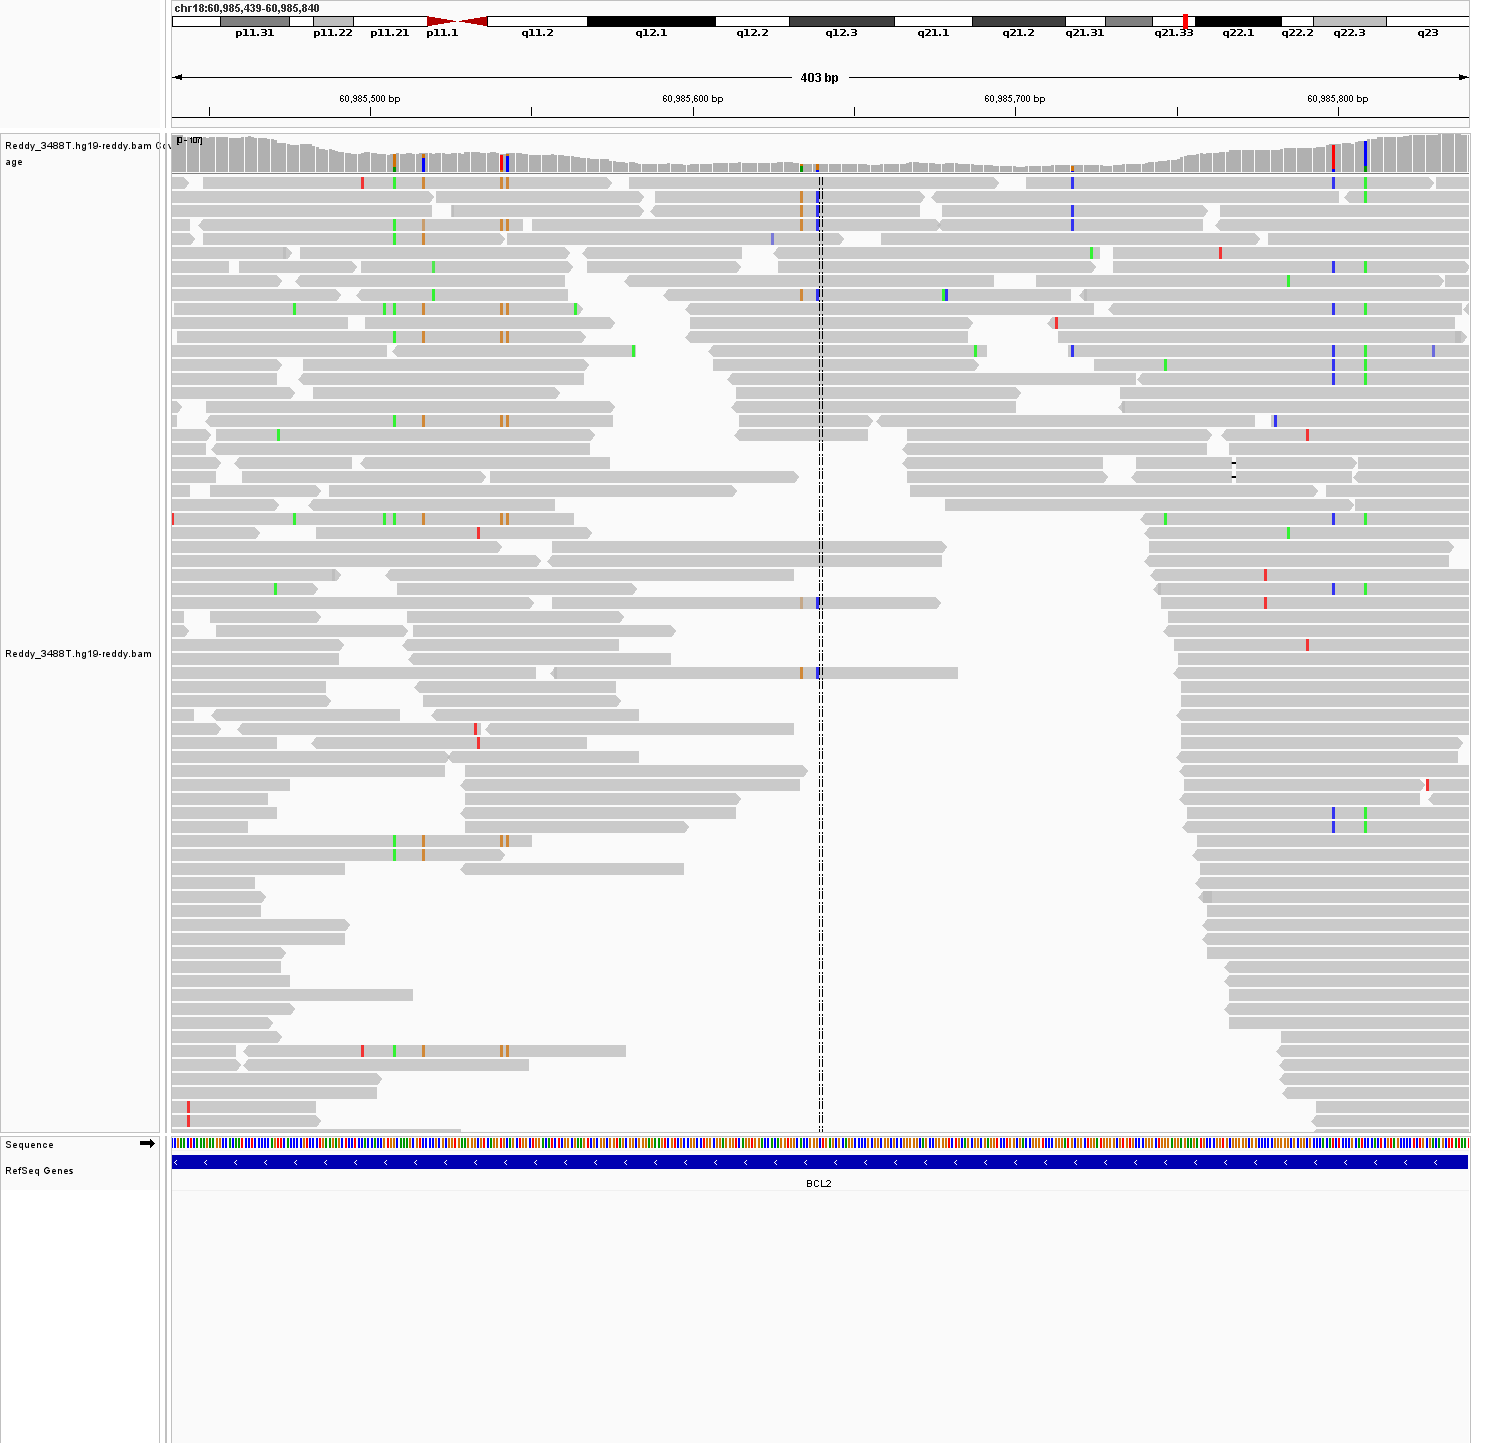 chr18:60,985,439-60,985,840
p11.31 p11.22 p11.21 p11.1 q11.2 q12.1 q12.2 q12.3 q21.1 q21.2 q21.31 q21.33 q22.1 q22.2 q22.3 q23
403 bp
60,985,500 bp 60,985,600 bp 60,985,700 bp 60,985,800 bp
[0 - 107]
Reddy_3488T.hg19-reddy.bam Cov
age
Reddy_3488T.hg19-reddy.bam
Sequence
RefSeq Genes
BCL2